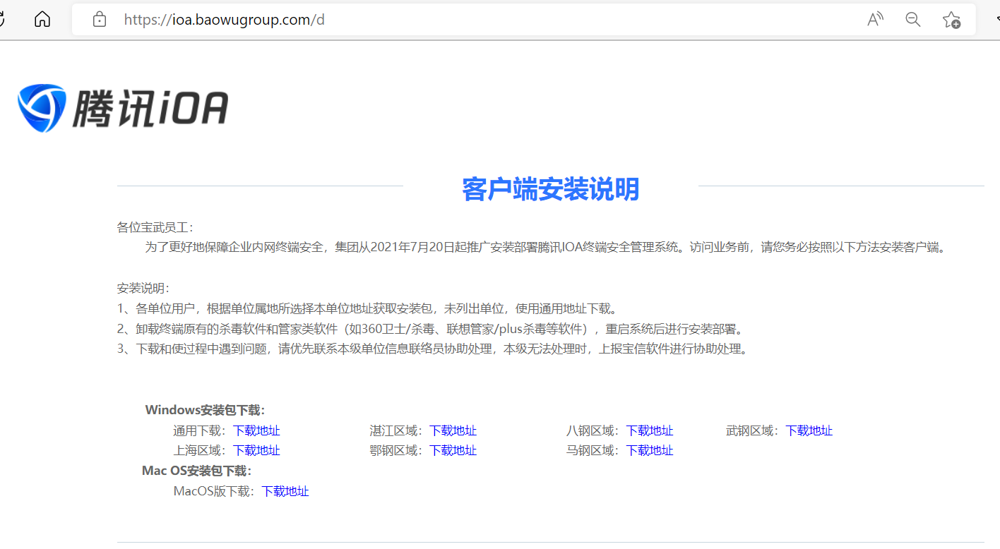 https://ioa.baowugroup.com/d
腾讯iOA
客户端安装说明
各位宝武员工：
为了更好地保障企业内网终端安全，集团从2021年7月20日起推广安装部署腾讯IOA终端安全管理系统。访问业务前，请您务必按照以下方法安装客户端。
安装说明：
1、各单位用户，根据单位属地所选择本单位地址获取安装包，未列出单位，使用通用地址下载。
2、卸载终端原有的杀毒软件和管家类软件（如360卫士/杀毒、联想管家/plus杀毒等软件），重启系统后进行安装部署。
3、下载和使过程中遇到问题，请优先联系本级单位信息联络员协助处理，本级无法处理时，上报宝信软件进行协助处理。
Windows安装包下载：
通用下载：下载地址 湛江区域：下载地址 八钢区域：下载地址 武钢区域：下载地址
上海区域：下载地址 鄂钢区域：下载地址 马钢区域：下载地址
Mac OS安装包下载：
MacOS版下载：下载地址